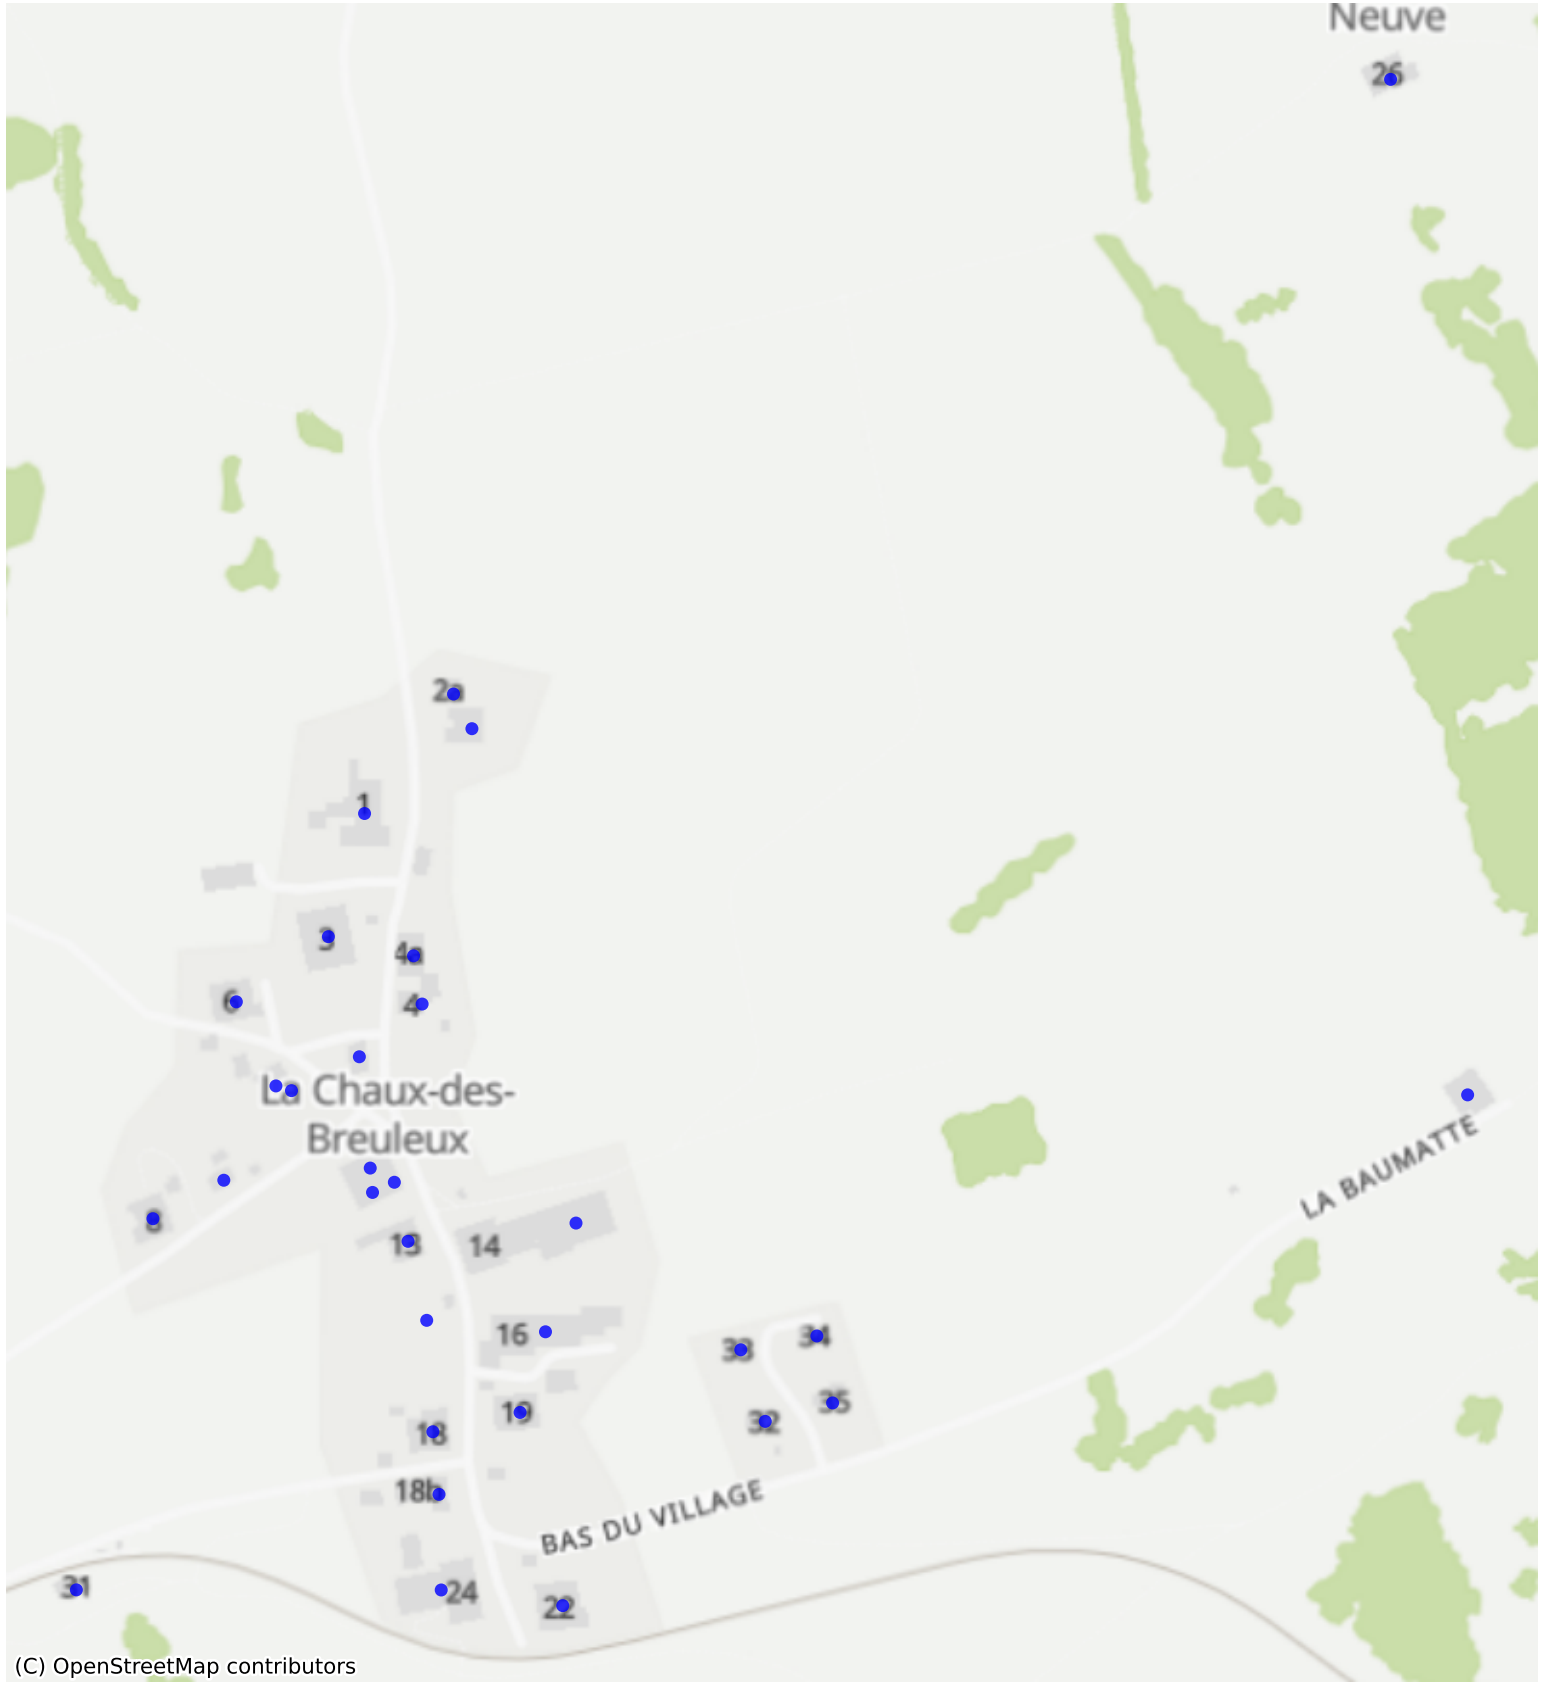 Neuve
26
2a
1
3
4a
6
4
La Chaux-des-
Breuleux
LA BAUMATTE
8
13
14
16
33
34
35
32
19
18
18b
BAS DU VILLAGE
31
24
22
(C) OpenStreetMap contributors